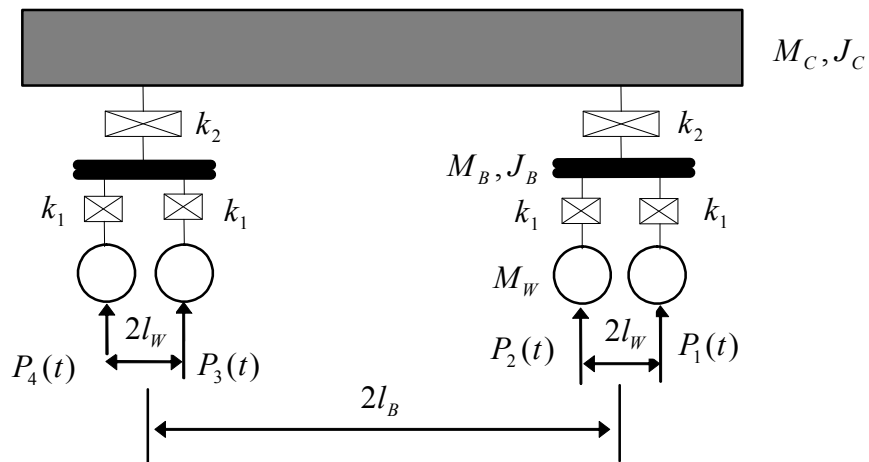 M_C, J_C
k_2
k_2
M_B, J_B
k_1
k_1
k_1
k_1
M_W
2l_W
2l_W
P_4(t)
P_3(t)
P_2(t)
P_1(t)
2l_B